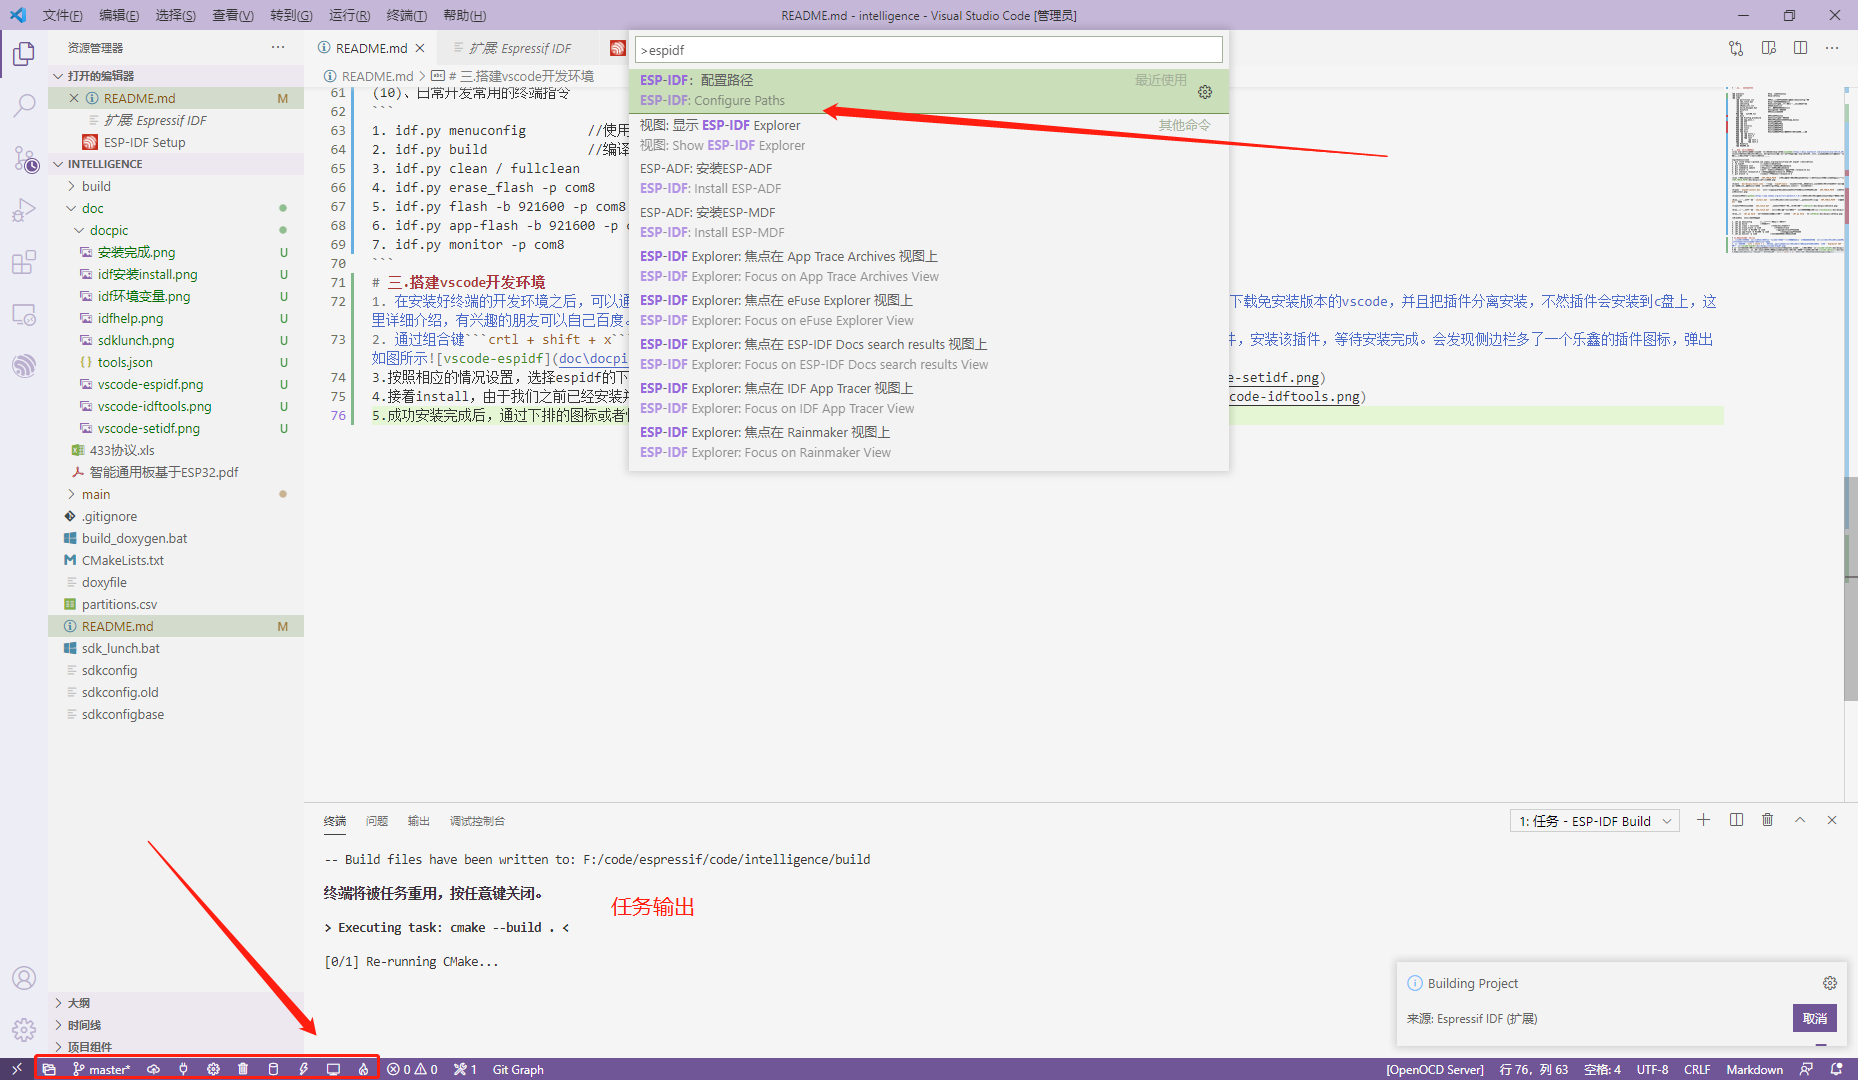 文件(F) 编辑(E) 选择(S) 查看(V) 转到(G) 运行(R) 终端(T) 帮助(H)
README.md - intelligence - Visual Studio Code [管理员]
资源管理器
打开的编辑器
README.md M
扩展: Espressif IDF
ESP-IDF Setup
INTELLIGENCE
build
doc
docpic
安装完成.png U
idf安装install.png U
idf环境变量.png U
idfhelp.png U
sdklunch.png U
tools.json U
vscode-espidf.png U
vscode-idftools.png U
vscode-setidf.png U
433协议.xls
智能通用板基于ESP32.pdf
main
.gitignore
build_doxygen.bat
CMakeLists.txt
doxyfile
partitions.csv
README.md M
sdk_lunch.bat
sdkconfig
sdkconfig.old
sdkconfigbase
大纲
时间线
项目组件
README.md
扩展: Espressif IDF
README.md > # 三.搭建vscode开发环境
61 (10)、日常开发常用的终端指令
62 ```
63 1. idf.py menuconfig //使用
64 2. idf.py build //编译
65 3. idf.py clean / fullclean
66 4. idf.py erase_flash -p com8
67 5. idf.py flash -b 921600 -p com8
68 6. idf.py app-flash -b 921600 -p c
69 7. idf.py monitor -p com8
70 ```
71 # 三.搭建vscode开发环境
72 1. 在安装好终端的开发环境之后，可以通 下载免安装版本的vscode，并且把插件分离安装，不然插件会安装到c盘上，这
里详细介绍，有兴趣的朋友可以自己百度。
73 2. 通过组合键```crtl + shift + x``` 件，安装该插件，等待安装完成。会发现侧边栏多了一个乐鑫的插件图标，弹出
如图所示![vscode-espidf](doc\docpi
74 3.按照相应的情况设置，选择espidf的下 e-setidf.png)
75 4.接着install，由于我们之前已经安装 code-idftools.png)
76 5.成功安装完成后，通过下排的图标或者
>espidf
ESP-IDF：配置路径 最近使用
ESP-IDF: Configure Paths
视图: 显示 ESP-IDF Explorer 其他命令
视图: Show ESP-IDF Explorer
ESP-ADF: 安装ESP-ADF
ESP-IDF: Install ESP-ADF
ESP-ADF: 安装ESP-MDF
ESP-IDF: Install ESP-MDF
ESP-IDF Explorer: 焦点在 App Trace Archives 视图上
ESP-IDF Explorer: Focus on App Trace Archives View
ESP-IDF Explorer: 焦点在 eFuse Explorer 视图上
ESP-IDF Explorer: Focus on eFuse Explorer View
ESP-IDF Explorer: 焦点在 ESP-IDF Docs search results 视图上
ESP-IDF Explorer: Focus on ESP-IDF Docs search results View
ESP-IDF Explorer: 焦点在 IDF App Tracer 视图上
ESP-IDF Explorer: Focus on IDF App Tracer View
ESP-IDF Explorer: 焦点在 Rainmaker 视图上
ESP-IDF Explorer: Focus on Rainmaker View
终端 问题 输出 调试控制台
1: 任务 - ESP-IDF Build
-- Build files have been written to: F:/code/espressif/code/intelligence/build
终端将被任务重用，按任意键关闭。
任务输出
> Executing task: cmake --build . <
[0/1] Re-running CMake...
Building Project
来源: Espressif IDF (扩展)
取消
master* 0 0 1 Git Graph
[OpenOCD Server] 行 76，列 63 空格: 4 UTF-8 CRLF Markdown